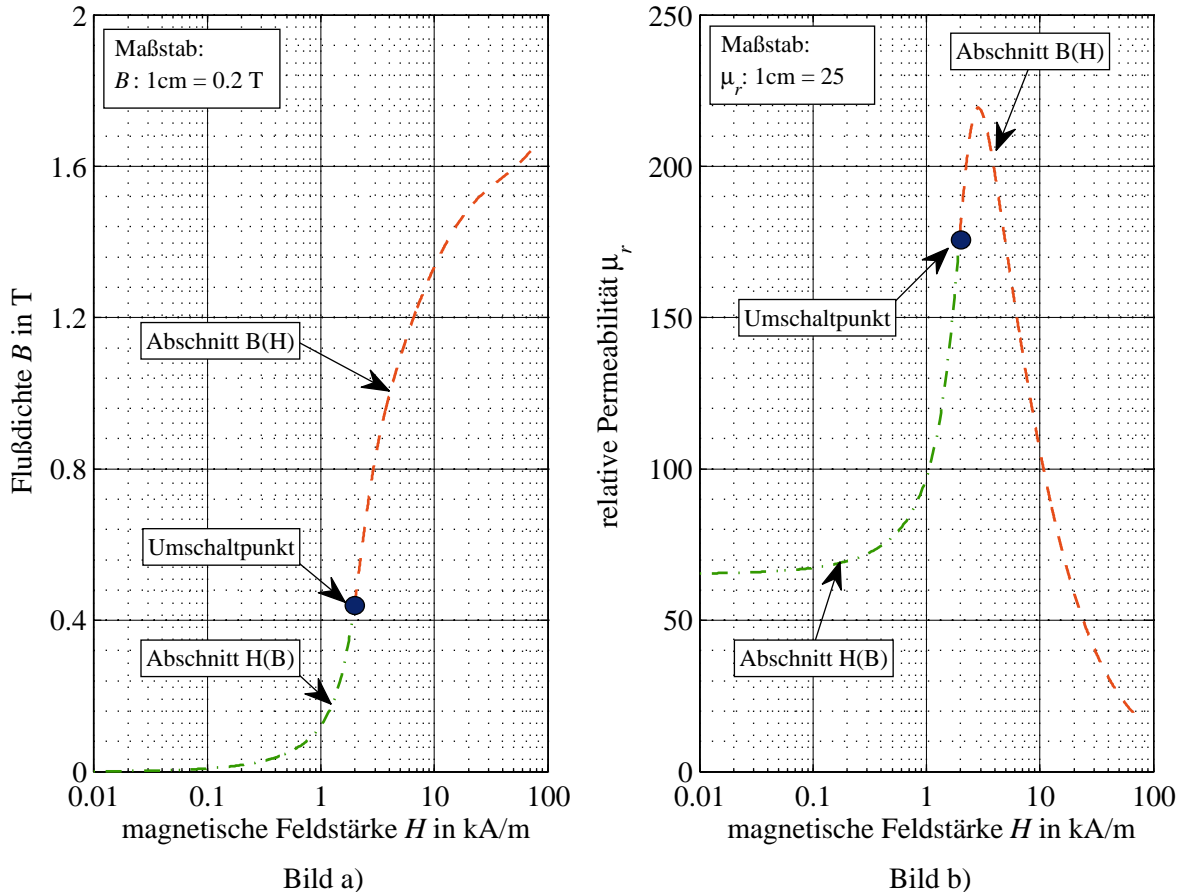 2
1.6
1.2
0.8
0.4
0
Flußdichte B in T
Maßstab:
B : 1cm = 0.2 T
Abschnitt B(H)
Umschaltpunkt
Abschnitt H(B)
0.01 0.1 1 10 100
magnetische Feldstärke H in kA/m
Bild a)
250
200
150
100
50
0
relative Permeabilität μr
Maßstab:
μr: 1cm = 25
Abschnitt B(H)
Umschaltpunkt
Abschnitt H(B)
0.01 0.1 1 10 100
magnetische Feldstärke H in kA/m
Bild b)